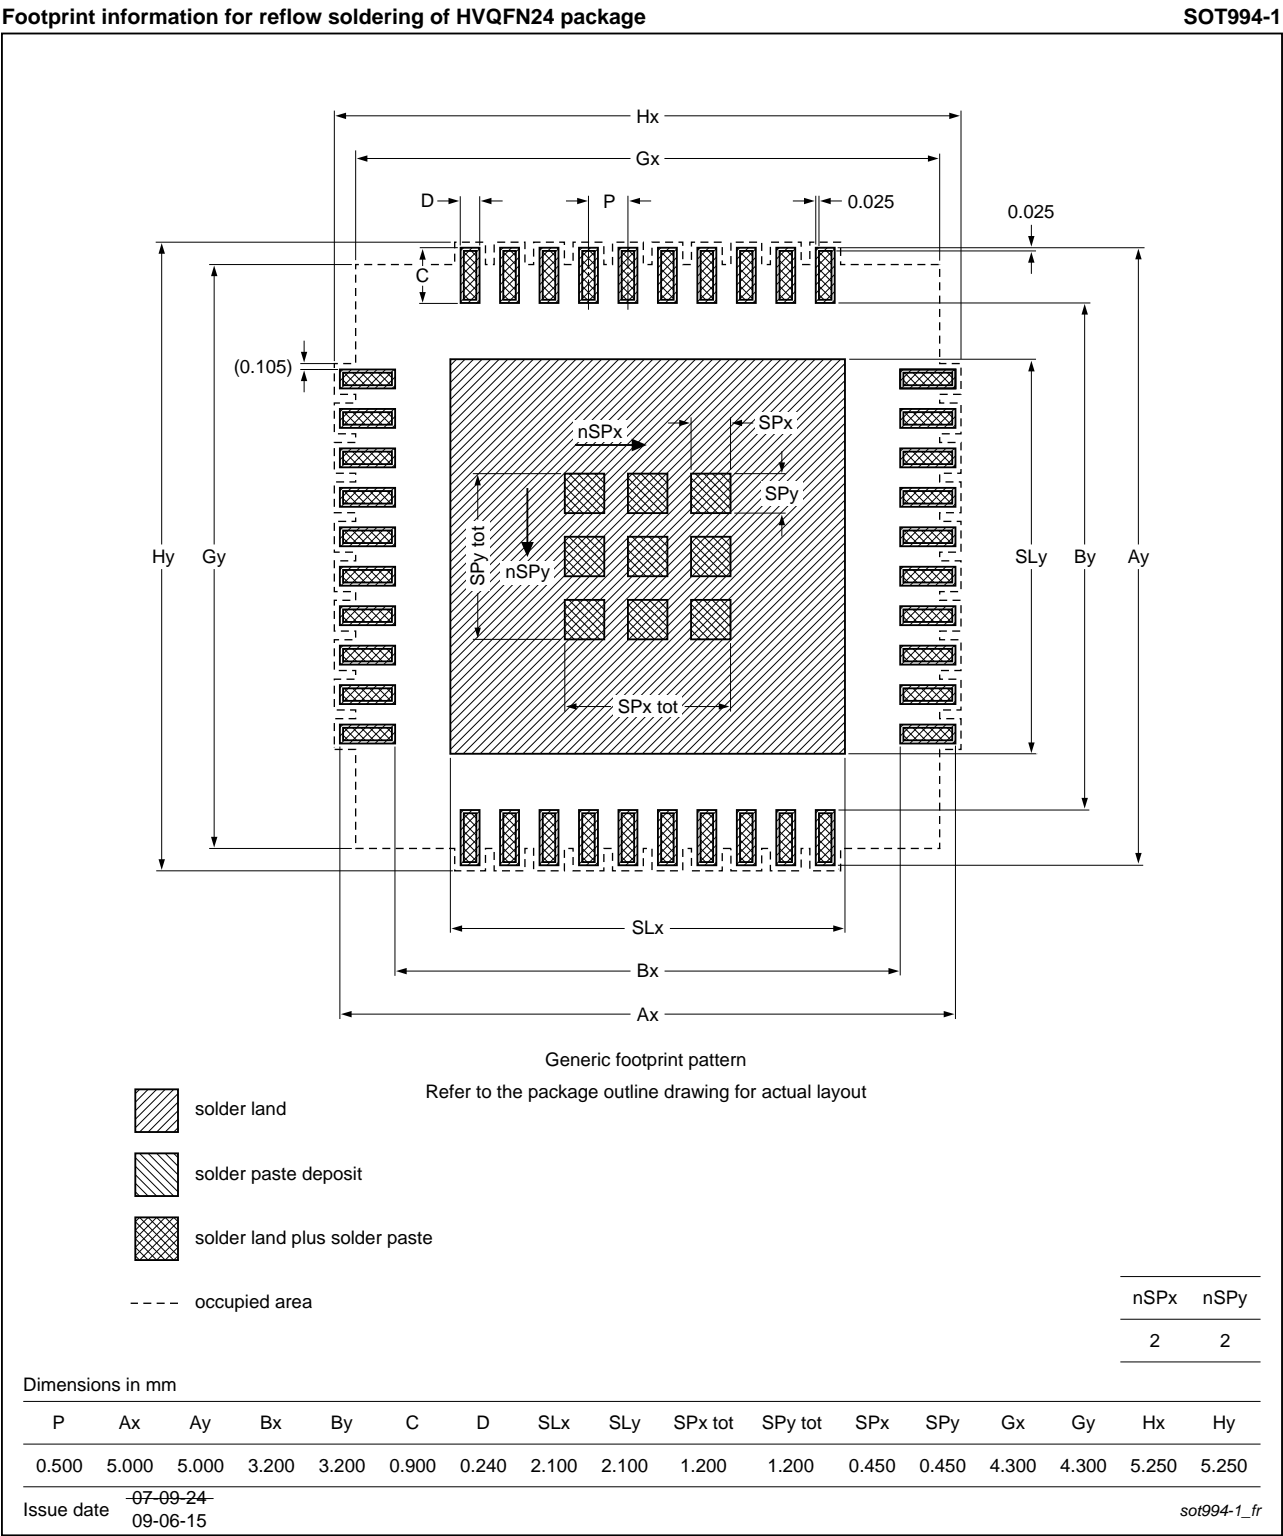 Footprint information for reflow soldering of HVQFN24 package SOT994-1
Hx
Gx
D P 0.025
0.025
C
(0.105)
nSPx SPx
SPy
SPy tot
nSPy
Hy Gy SLy By Ay
SPx tot
SLx
Bx
Ax
Generic footprint pattern
Refer to the package outline drawing for actual layout
solder land
solder paste deposit
solder land plus solder paste
occupied area
nSPx nSPy
2 2
Dimensions in mm
P Ax Ay Bx By C D SLx SLy SPx tot SPy tot SPx SPy Gx Gy Hx Hy
0.500 5.000 5.000 3.200 3.200 0.900 0.240 2.100 2.100 1.200 1.200 0.450 0.450 4.300 4.300 5.250 5.250
Issue date 07-09-24
09-06-15
sot994-1_fr